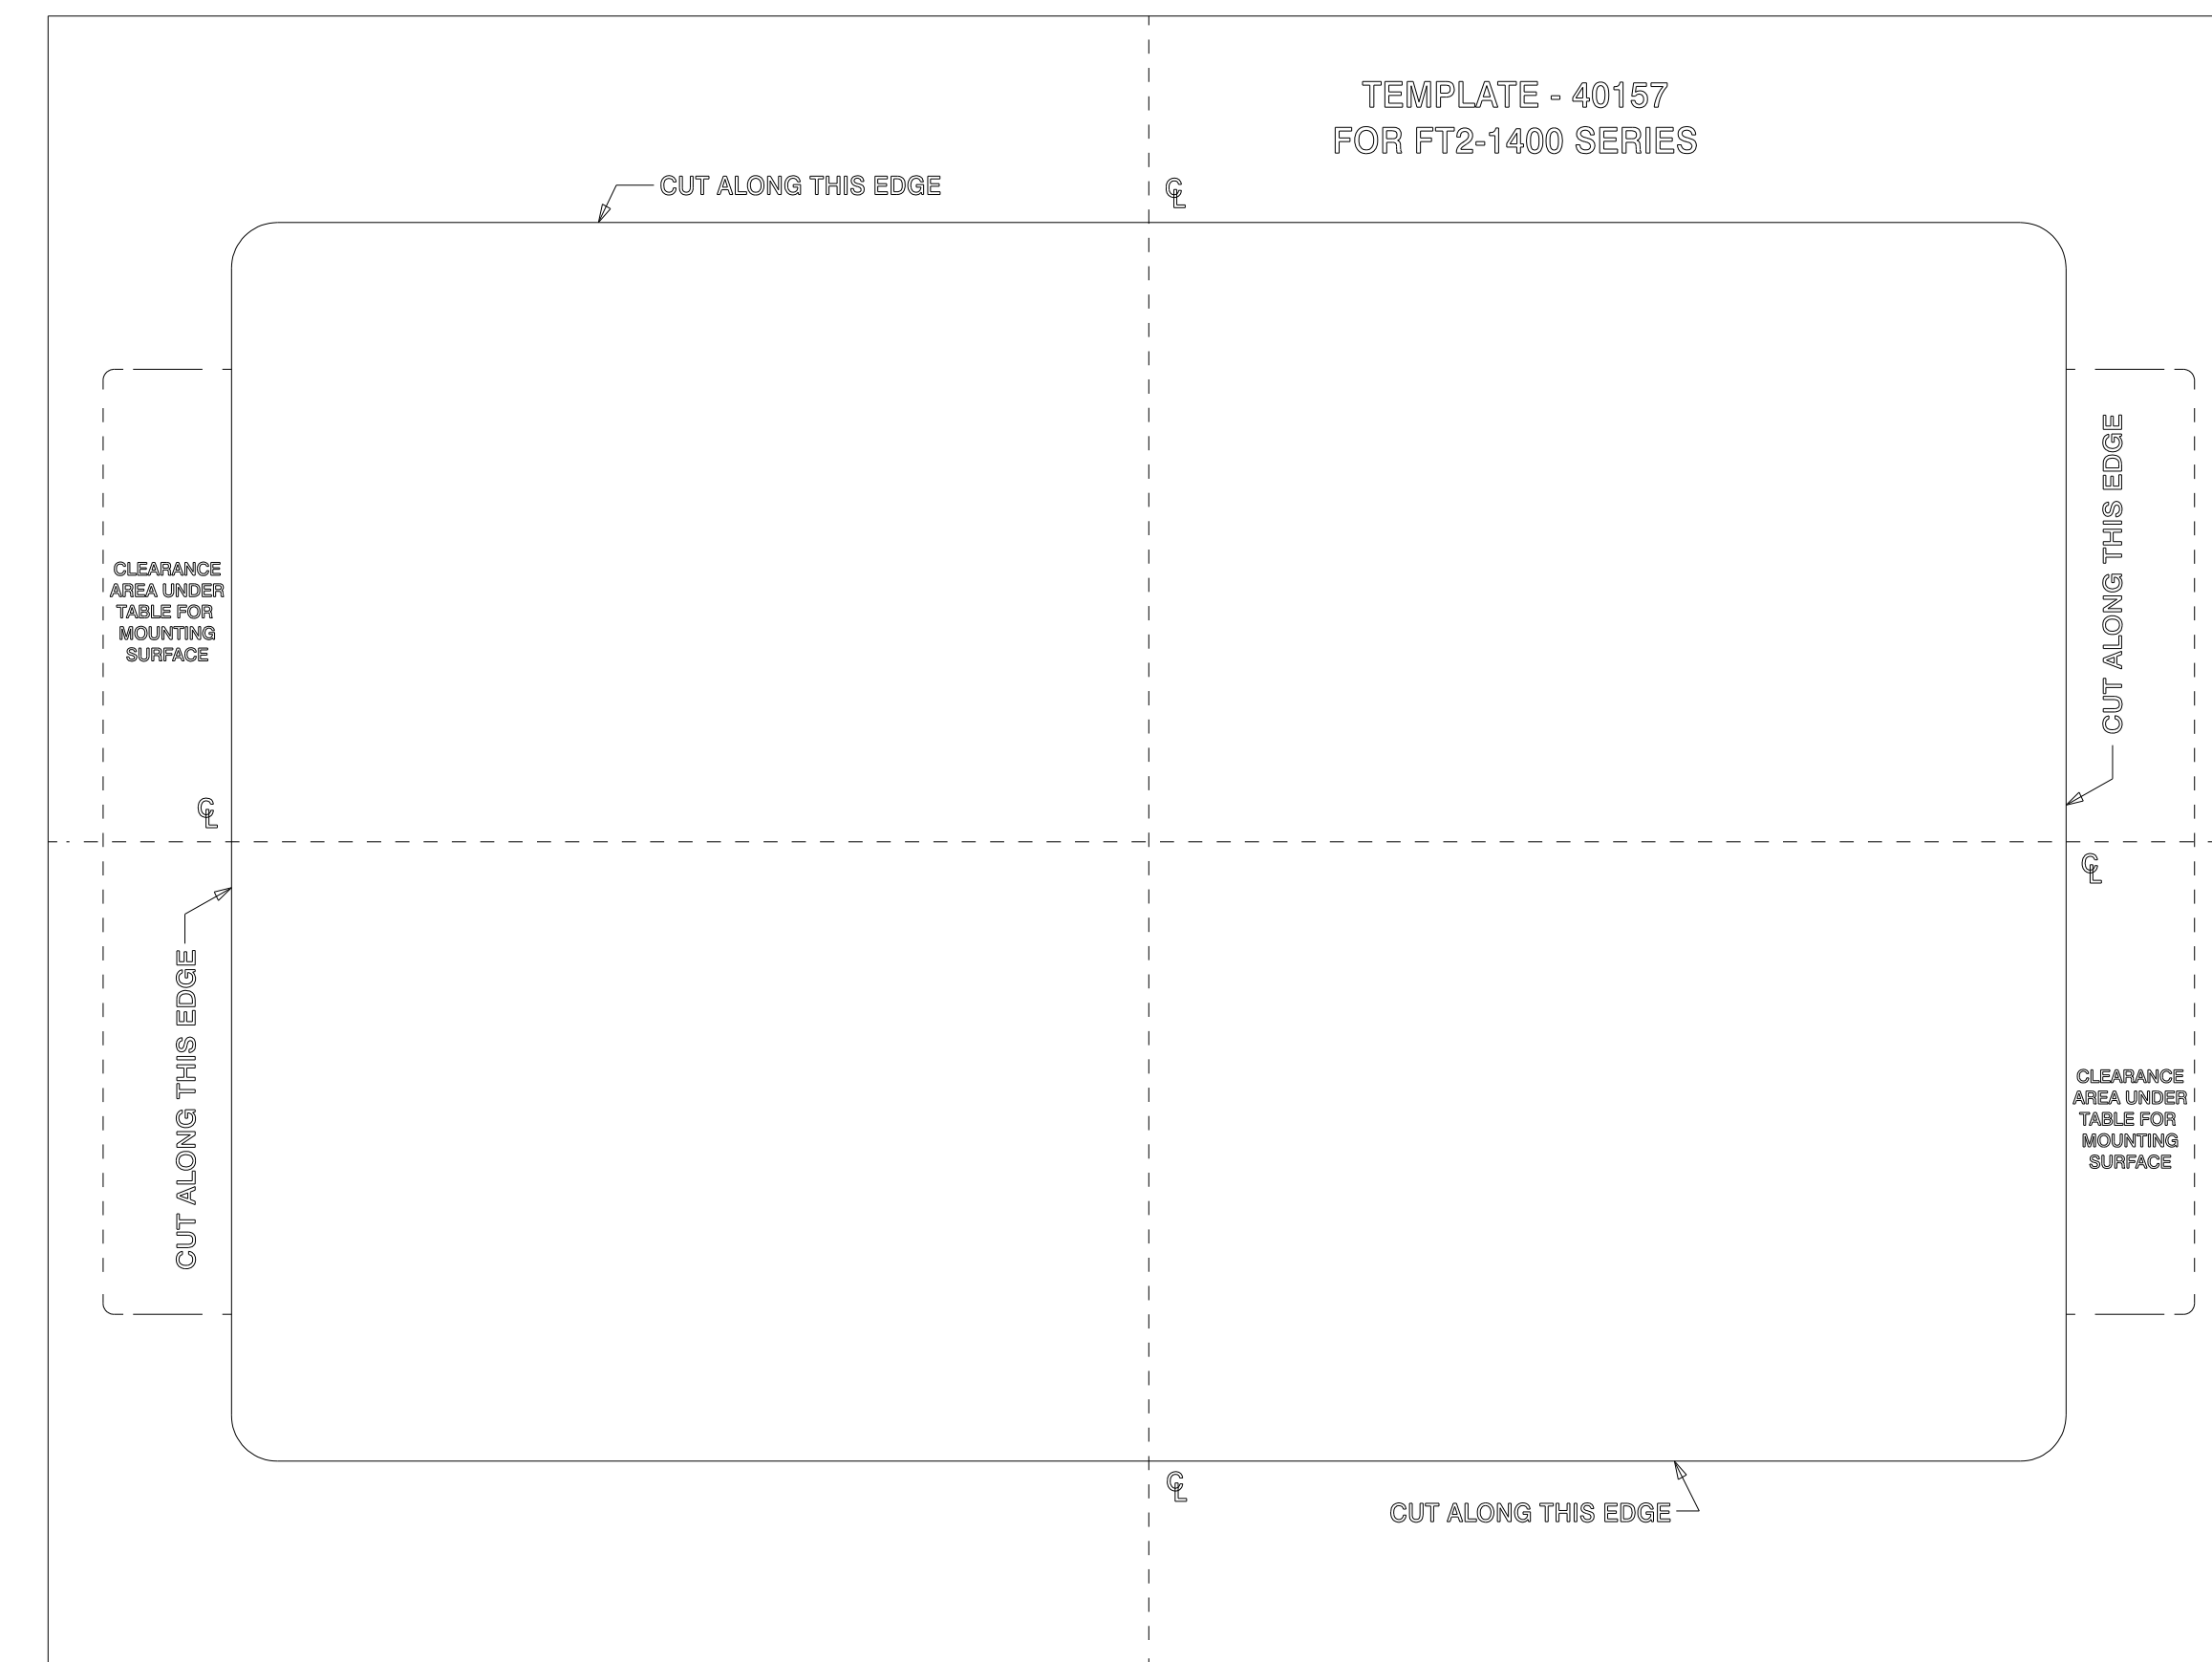 TEMPLATE - 40157
FOR FT2-1400 SERIES
CUT ALONG THIS EDGE
CL
CUT ALONG THIS EDGE
CLEARANCE
AREA UNDER
TABLE FOR
MOUNTING
SURFACE
CL
CL
CUT ALONG THIS EDGE
CLEARANCE
AREA UNDER
TABLE FOR
MOUNTING
SURFACE
CL
CUT ALONG THIS EDGE